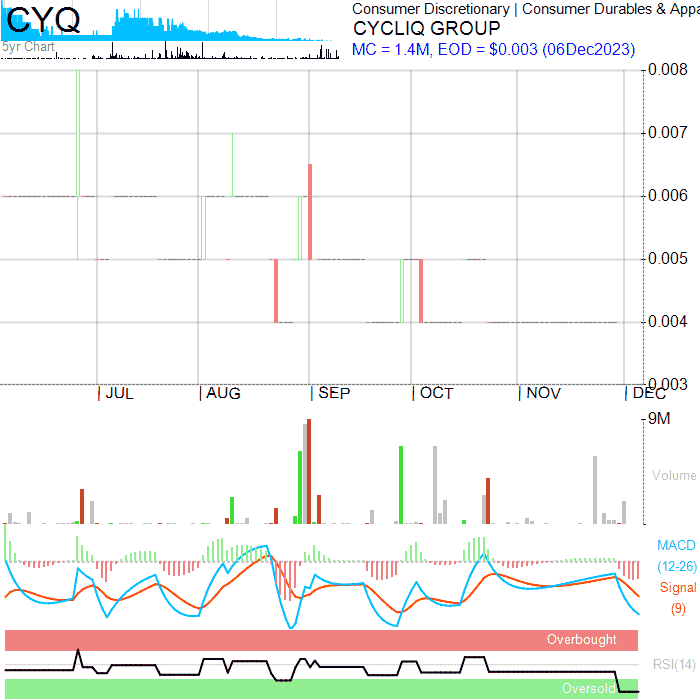 CYQ
5yr Chart
Consumer Discretionary | Consumer Durables & Appa
CYCLIQ GROUP
MC = 1.4M, EOD = $0.003 (06Dec2023)
0.008
0.007
0.006
0.005
0.004
0.003
JUL AUG SEP OCT NOV DEC
9M
Volume
MACD
(12-26)
Signal
(9)
Overbought
RSI(14)
Oversold